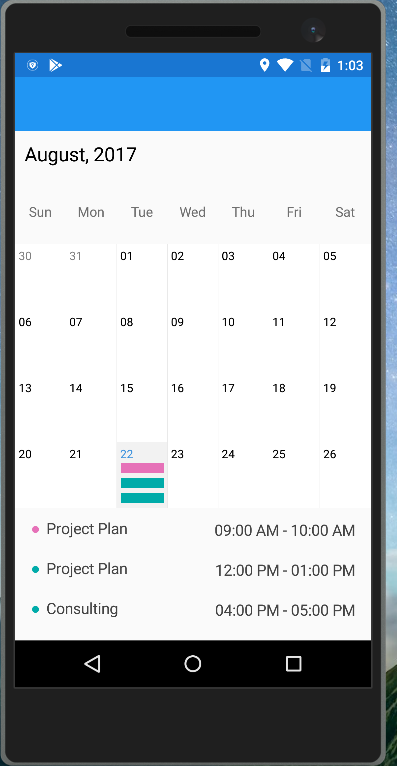 1:03
August, 2017
Sun Mon Tue Wed Thu Fri Sat
30 31 01 02 03 04 05
06 07 08 09 10 11 12
13 14 15 16 17 18 19
20 21 22 23 24 25 26
Project Plan 09:00 AM - 10:00 AM
Project Plan 12:00 PM - 01:00 PM
Consulting 04:00 PM - 05:00 PM